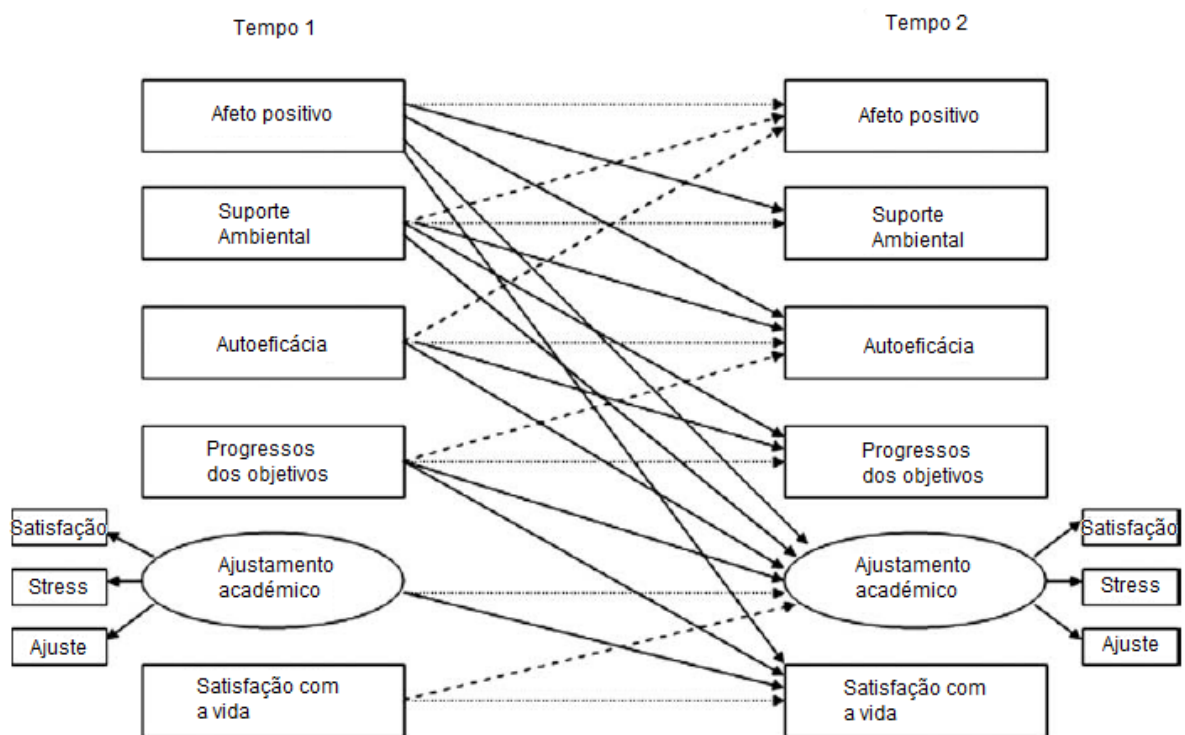 Tempo 1
Tempo 2
Afeto positivo
Afeto positivo
Suporte
Ambiental
Suporte
Ambiental
Autoeficácia
Autoeficácia
Progressos
dos objetivos
Progressos
dos objetivos
Satisfação
Stress
Ajuste
Ajustamento
académico
Ajustamento
académico
Satisfação
Stress
Ajuste
Satisfação com
a vida
Satisfação com
a vida